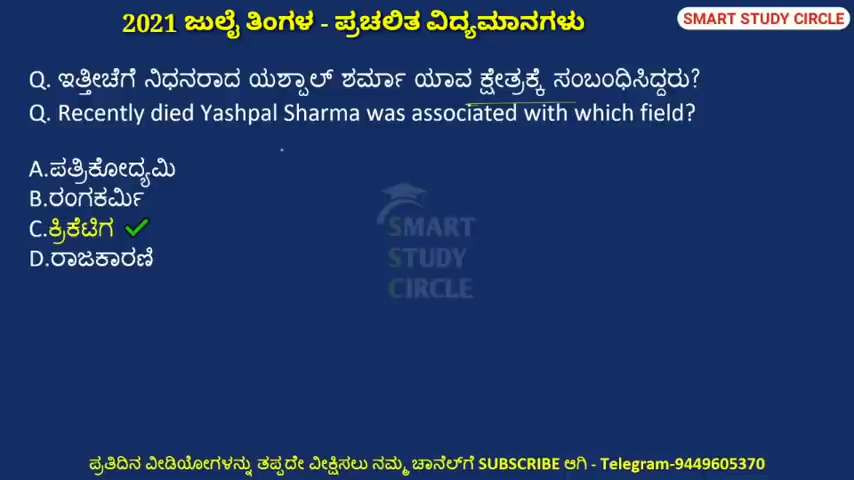 2021 ಜುಲೈ ತಿಂಗಳ - ಪ್ರಚಲಿತ ವಿದ್ಯಮಾನಗಳು
SMART STUDY CIRCLE
Q. ಇತ್ತೀಚೆಗೆ ನಿಧನರಾದ ಯಶ್ಪಾಲ್ ಶರ್ಮಾ ಯಾವ ಕ್ಷೇತ್ರಕ್ಕೆ ಸಂಬಂಧಿಸಿದ್ದರು?
Q. Recently died Yashpal Sharma was associated with which field?
A.ಪತ್ರಿಕೋದ್ಯಮಿ
B.ರಂಗಕರ್ಮಿ
C.ಕ್ರಿಕೆಟಿಗ
D.ರಾಜಕಾರಣಿ
SMART
STUDY
CIRCLE
ಪ್ರತಿದಿನ ವೀಡಿಯೋಗಳನ್ನು ತಪ್ಪದೇ ವೀಕ್ಷಿಸಲು ನಮ್ಮ ಚಾನೆಲ್‌ಗೆ SUBSCRIBE ಆಗಿ - Telegram-9449605370